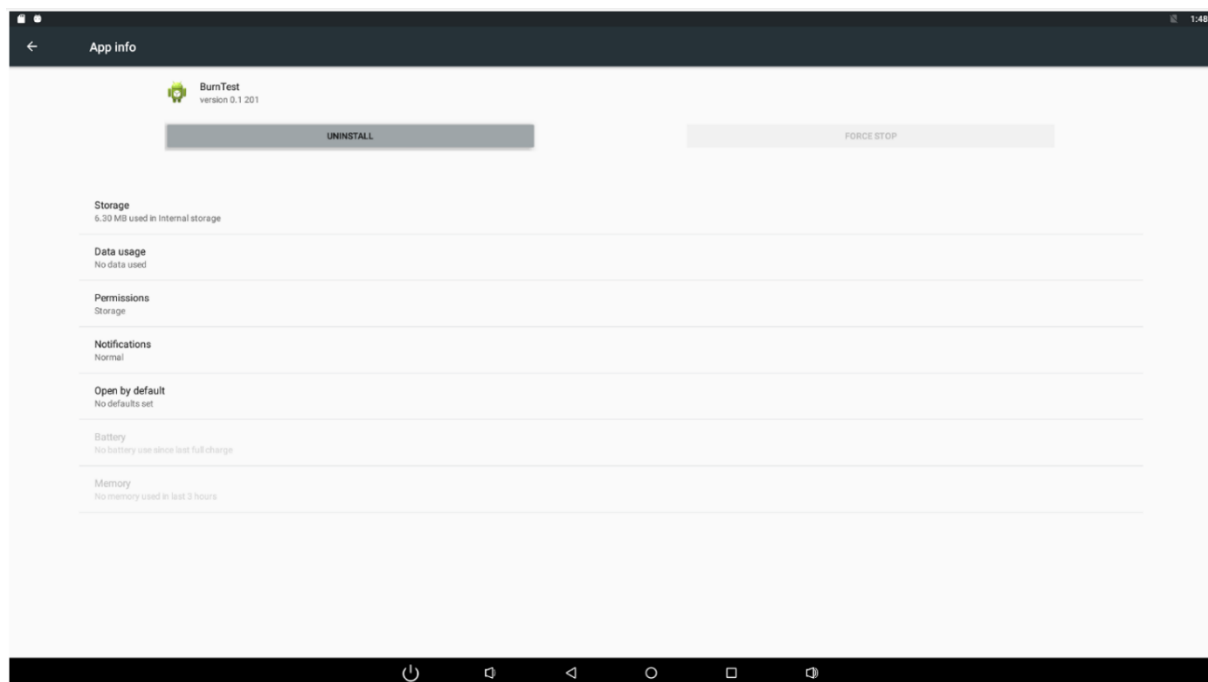 1:48
App info
BurnTest
version 0.1 201
UNINSTALL
FORCE STOP
Storage
6.30 MB used in Internal storage
Data usage
No data used
Permissions
Storage
Notifications
Normal
Open by default
No defaults set
Battery
No battery use since last full charge
Memory
No memory used in last 3 hours